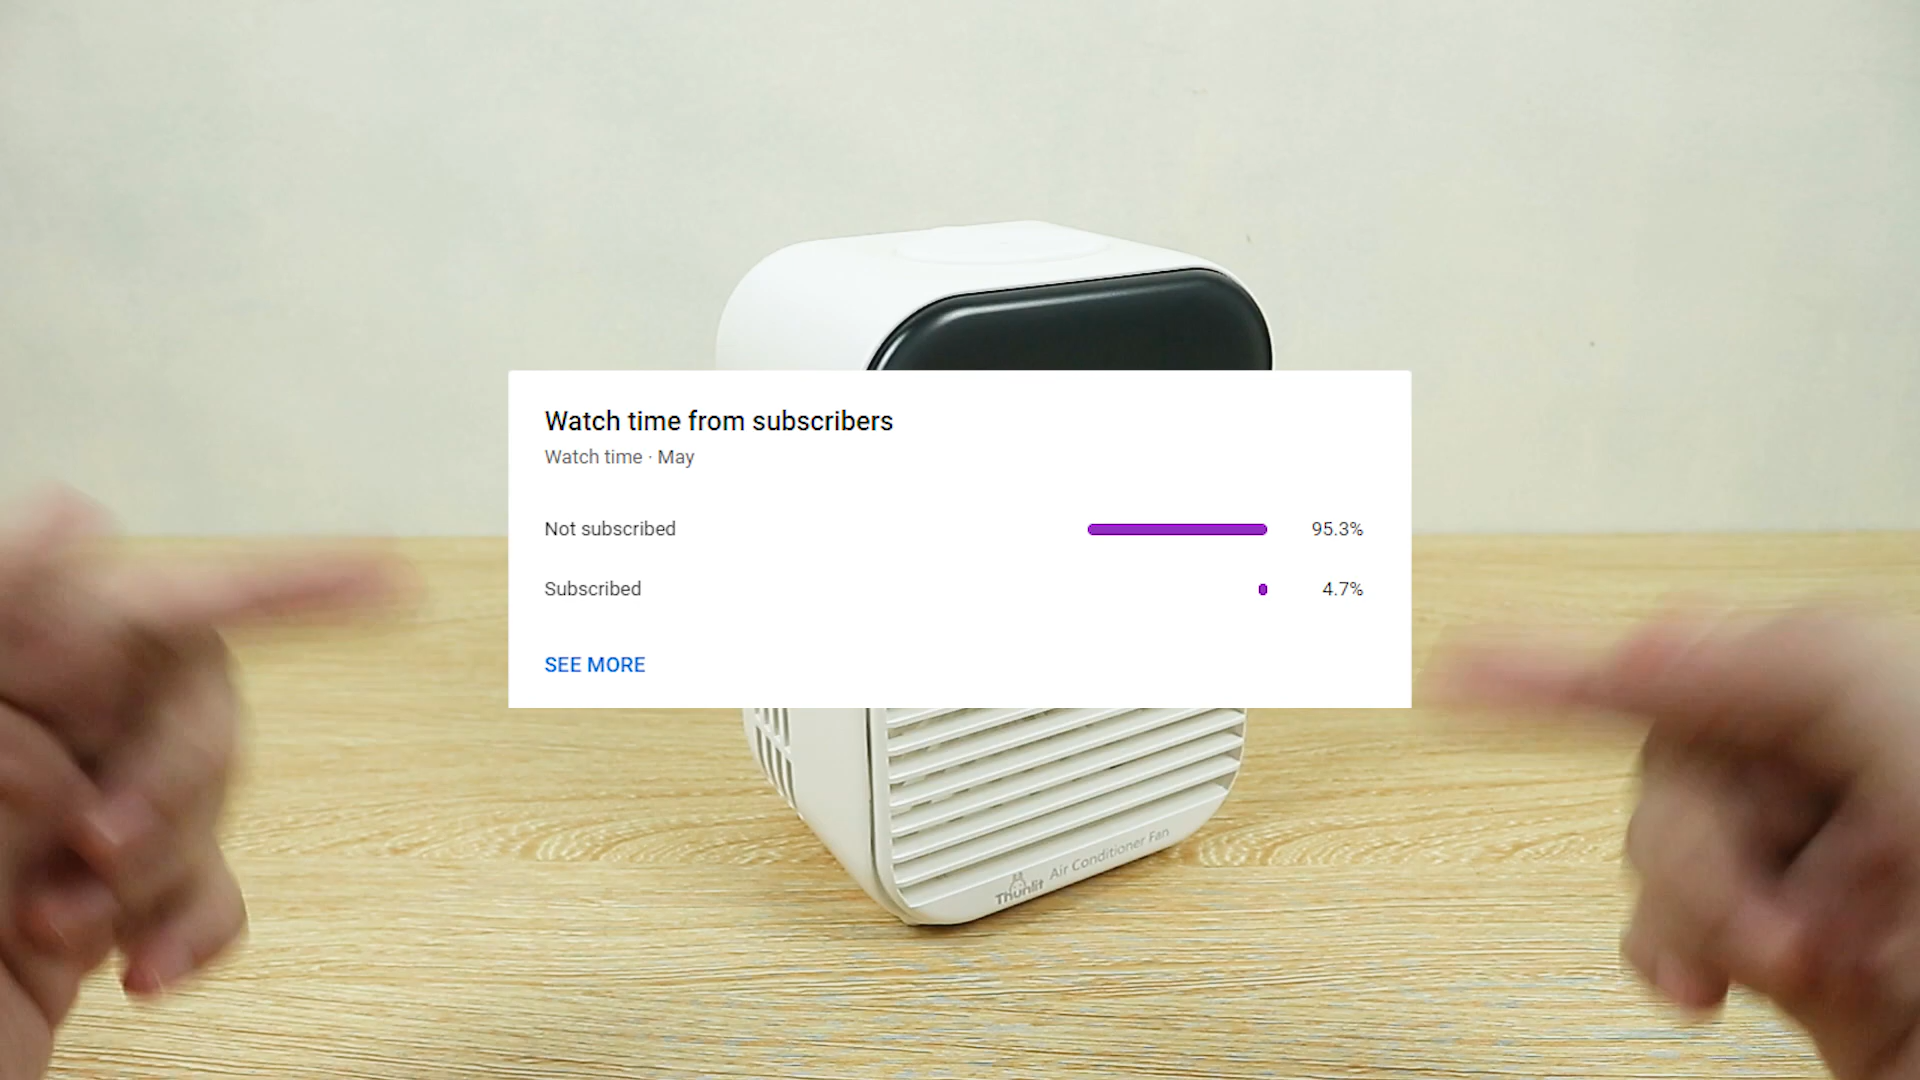 Watch time from subscribers
Watch time · May
Not subscribed 95.3%
Subscribed 4.7%
SEE MORE
Thunlit Air Conditioner Fan